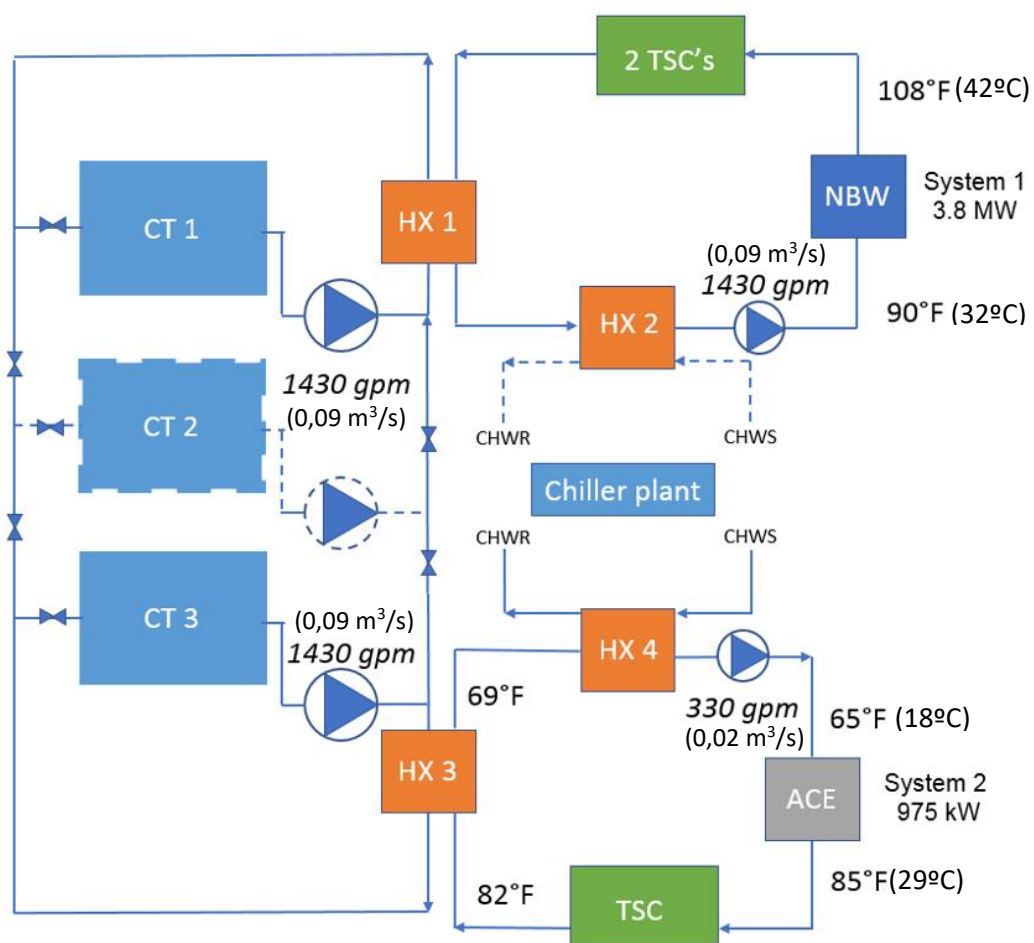 2 TSC's
108°F (42ºC)
CT 1
HX 1
NBW
System 1
3.8 MW
(0,09 m³/s)
1430 gpm
HX 2
90°F (32ºC)
1430 gpm
(0,09 m³/s)
CT 2
CHWR
CHWS
Chiller plant
CHWR
CHWS
CT 3
(0,09 m³/s)
1430 gpm
HX 4
69°F
330 gpm
(0,02 m³/s)
65°F (18ºC)
HX 3
ACE
System 2
975 kW
82°F
TSC
85°F(29ºC)